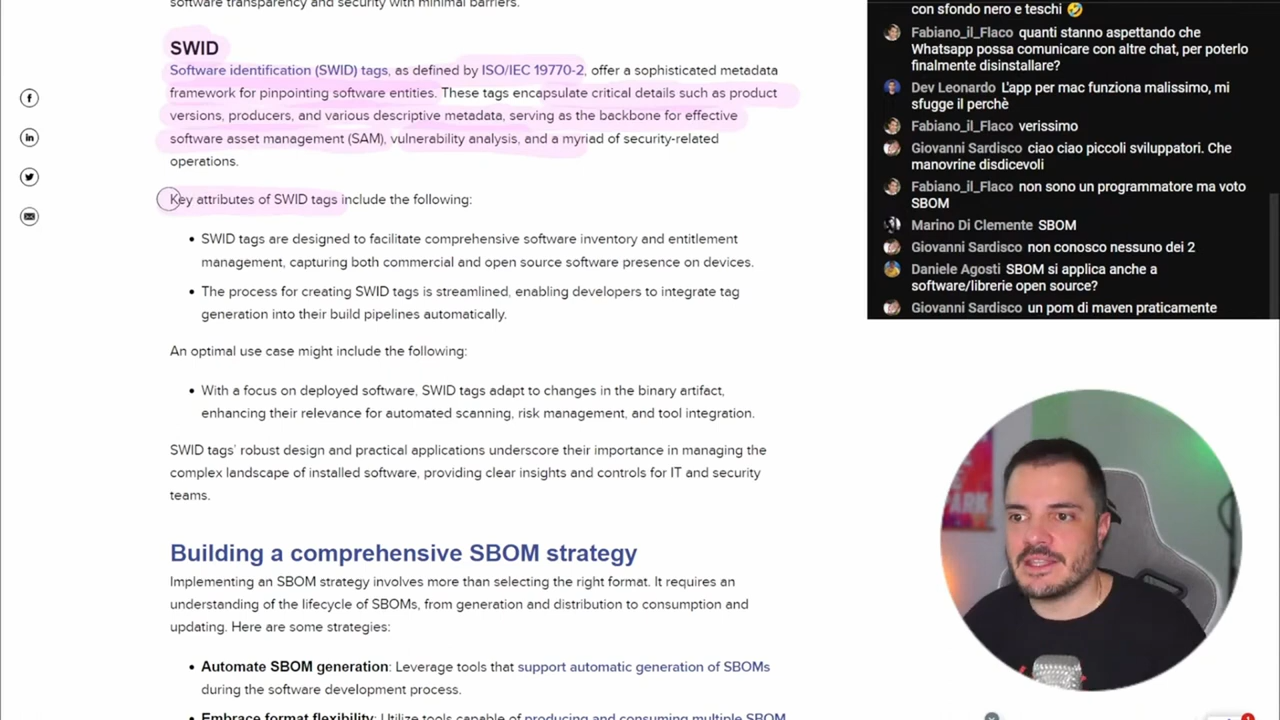 software transparency and security with minimal barriers.
SWID
Software identification (SWID) tags, as defined by ISO/IEC 19770-2, offer a sophisticated metadata
framework for pinpointing software entities. These tags encapsulate critical details such as product
versions, producers, and various descriptive metadata, serving as the backbone for effective
software asset management (SAM), vulnerability analysis, and a myriad of security-related
operations.
Key attributes of SWID tags include the following:
• SWID tags are designed to facilitate comprehensive software inventory and entitlement
management, capturing both commercial and open source software presence on devices.
• The process for creating SWID tags is streamlined, enabling developers to integrate tag
generation into their build pipelines automatically.
An optimal use case might include the following:
• With a focus on deployed software, SWID tags adapt to changes in the binary artifact,
enhancing their relevance for automated scanning, risk management, and tool integration.
SWID tags' robust design and practical applications underscore their importance in managing the
complex landscape of installed software, providing clear insights and controls for IT and security
teams.
Building a comprehensive SBOM strategy
Implementing an SBOM strategy involves more than selecting the right format. It requires an
understanding of the lifecycle of SBOMs, from generation and distribution to consumption and
updating. Here are some strategies:
• Automate SBOM generation: Leverage tools that support automatic generation of SBOMs
during the software development process.
• Embrace format flexibility: Utilize tools capable of producing and consuming multiple SBOM
con sfondo nero e teschi 🤣
Fabiano_il_Flaco quanti stanno aspettando che
Whatsapp possa comunicare con altre chat, per poterlo
finalmente disinstallare?
Dev Leonardo L'app per mac funziona malissimo, mi
sfugge il perchè
Fabiano_il_Flaco verissimo
Giovanni Sardisco ciao ciao piccoli sviluppatori. Che
manovrine disdicevoli
Fabiano_il_Flaco non sono un programmatore ma voto
SBOM
Marino Di Clemente SBOM
Giovanni Sardisco non conosco nessuno dei 2
Daniele Agosti SBOM si applica anche a
software/librerie open source?
Giovanni Sardisco un pom di maven praticamente